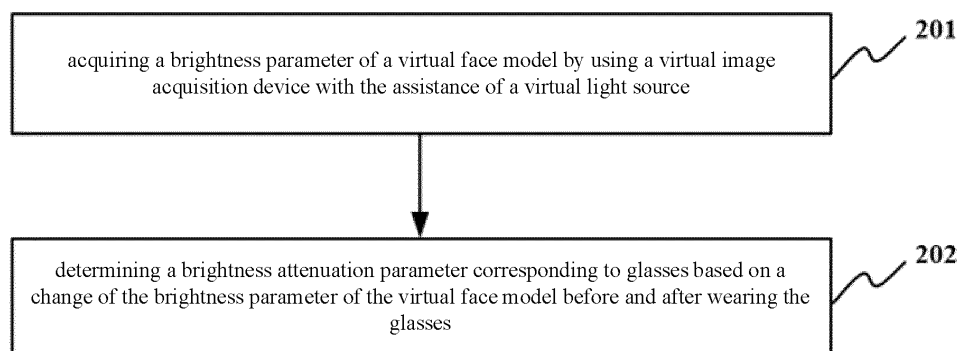 201
acquiring a brightness parameter of a virtual face model by using a virtual image
acquisition device with the assistance of a virtual light source
202
determining a brightness attenuation parameter corresponding to glasses based on a
change of the brightness parameter of the virtual face model before and after wearing the
glasses